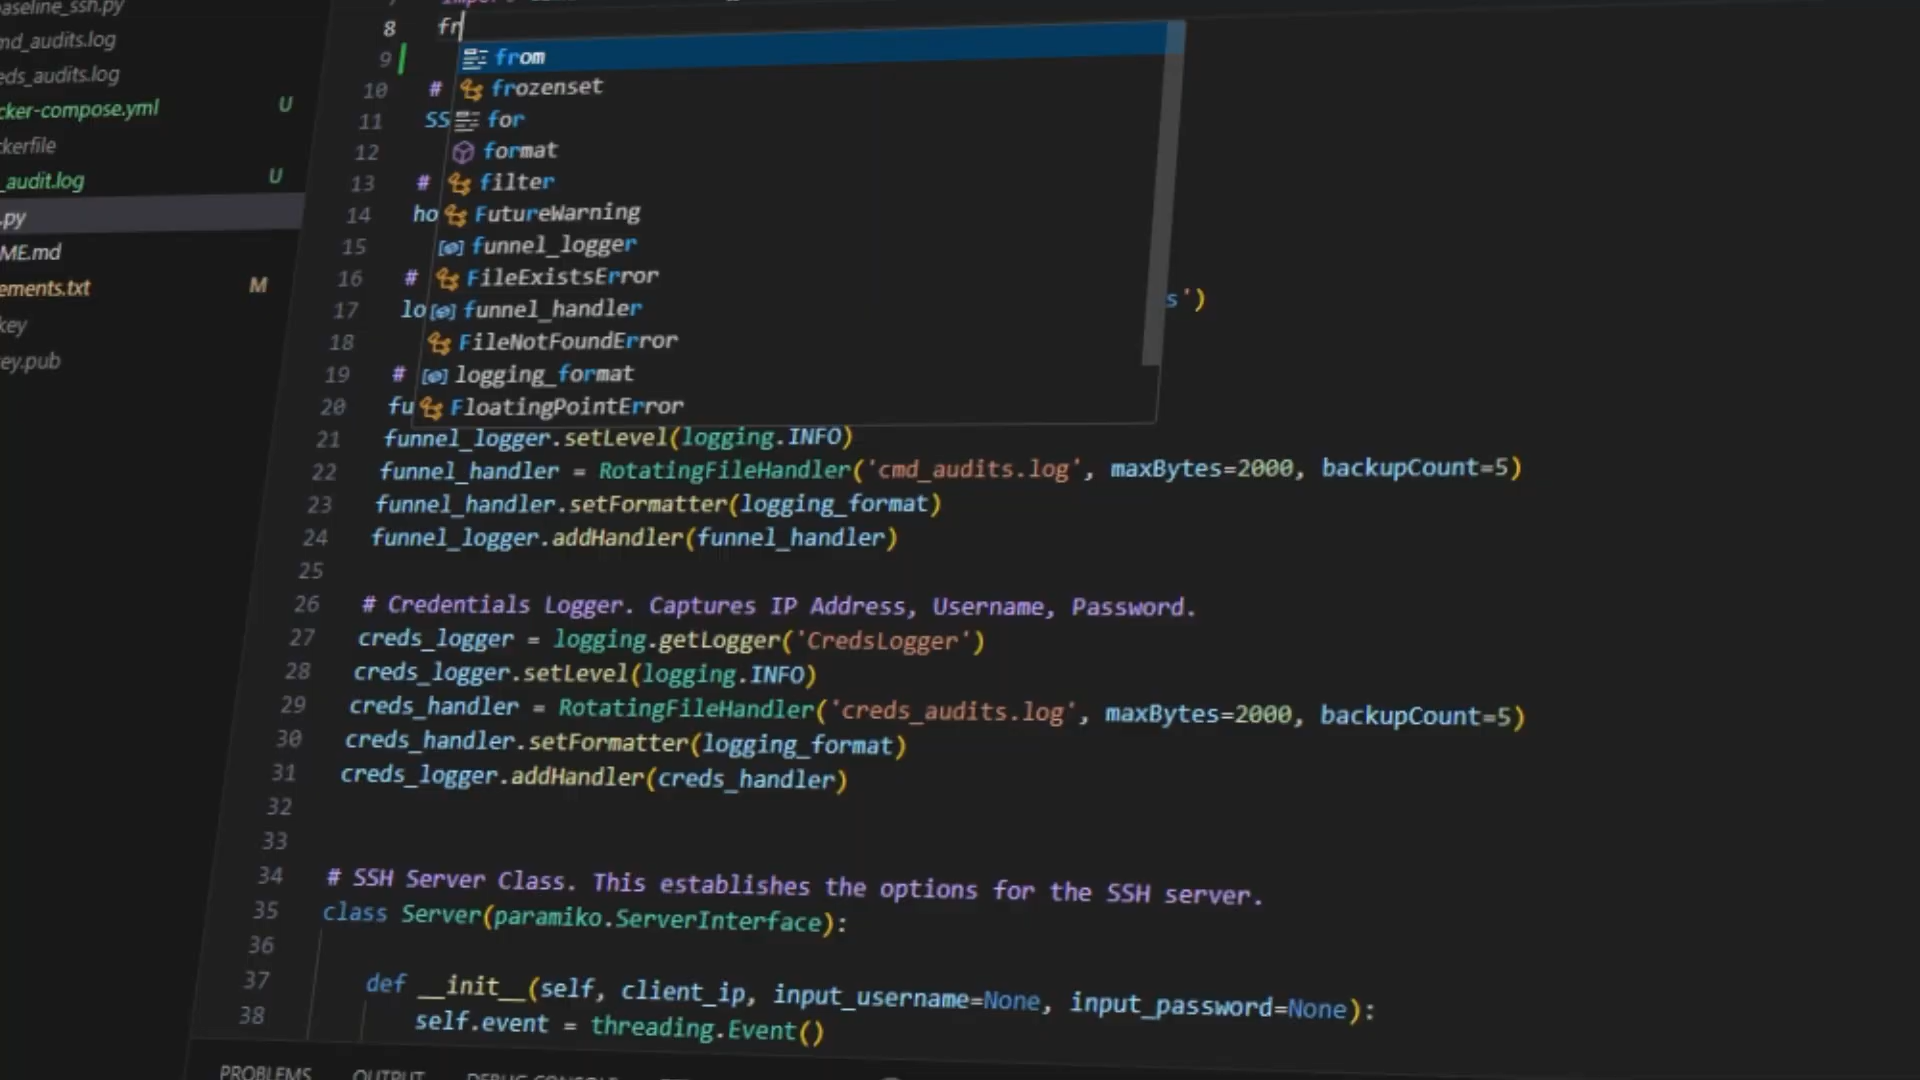 aseline_ssh.py
md_audits.log
eds_audits.log
cker-compose.yml U
ckerfile
_audit.log U
.py
ME.md
ements.txt M
key
ey.pub
7
8 fr
9
10 #
11 SS
12
13 #
14 ho
15
16 #
17 lo s')
18
19 #
20 fu
from
frozenset
for
format
filter
FutureWarning
funnel_logger
FileExistsError
funnel_handler
FileNotFoundError
logging_format
FloatingPointError
21 funnel_logger.setLevel(logging.INFO)
22 funnel_handler = RotatingFileHandler('cmd_audits.log', maxBytes=2000, backupCount=5)
23 funnel_handler.setFormatter(logging_format)
24 funnel_logger.addHandler(funnel_handler)
25
26 # Credentials Logger. Captures IP Address, Username, Password.
27 creds_logger = logging.getLogger('CredsLogger')
28 creds_logger.setLevel(logging.INFO)
29 creds_handler = RotatingFileHandler('creds_audits.log', maxBytes=2000, backupCount=5)
30 creds_handler.setFormatter(logging_format)
31 creds_logger.addHandler(creds_handler)
32
33
34 # SSH Server Class. This establishes the options for the SSH server.
35 class Server(paramiko.ServerInterface):
36
37 def __init__(self, client_ip, input_username=None, input_password=None):
38 self.event = threading.Event()
PROBLEMS OUTPUT DEBUG CONSOLE